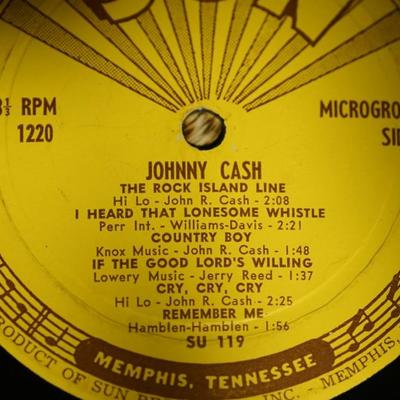 SUN
33⅓ RPM
1220
JOHNNY CASH
THE ROCK ISLAND LINE
Hi Lo - John R. Cash - 2:08
I HEARD THAT LONESOME WHISTLE
Perr Int. - Williams-Davis - 2:21
COUNTRY BOY
Knox Music - John R. Cash - 1:48
IF THE GOOD LORD'S WILLING
Lowery Music - Jerry Reed - 1:37
CRY, CRY, CRY
Hi Lo - John R. Cash - 2:25
REMEMBER ME
Hamblen-Hamblen - 1:56
SU 119
MEMPHIS, TENNESSEE
PRODUCT OF SUN INC. - MEMPHIS,